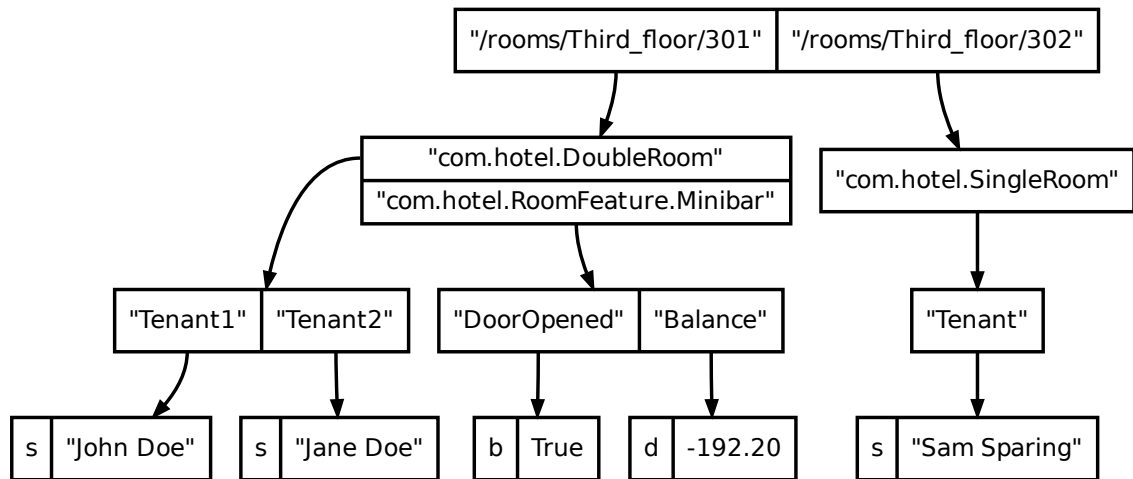 "/rooms/Third_floor/301" "/rooms/Third_floor/302"
"com.hotel.DoubleRoom"
"com.hotel.RoomFeature.Minibar"
"com.hotel.SingleRoom"
"Tenant1" "Tenant2" "DoorOpened" "Balance" "Tenant"
s "John Doe" s "Jane Doe" b True d -192.20 s "Sam Sparing"